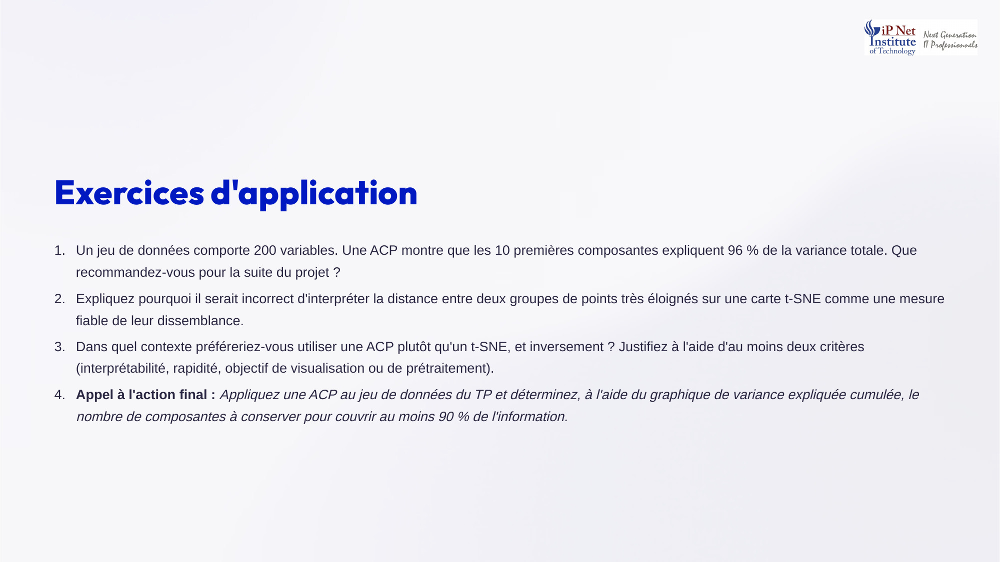 iP Net
Institute
of Technology
Next Generation
IT Professionnels
Exercices d'application
1. Un jeu de données comporte 200 variables. Une ACP montre que les 10 premières composantes expliquent 96 % de la variance totale. Que
recommandez-vous pour la suite du projet ?
2. Expliquez pourquoi il serait incorrect d'interpréter la distance entre deux groupes de points très éloignés sur une carte t-SNE comme une mesure
fiable de leur dissemblance.
3. Dans quel contexte préféreriez-vous utiliser une ACP plutôt qu'un t-SNE, et inversement ? Justifiez à l'aide d'au moins deux critères
(interprétabilité, rapidité, objectif de visualisation ou de prétraitement).
4. Appel à l'action final : Appliquez une ACP au jeu de données du TP et déterminez, à l'aide du graphique de variance expliquée cumulée, le
nombre de composantes à conserver pour couvrir au moins 90 % de l'information.